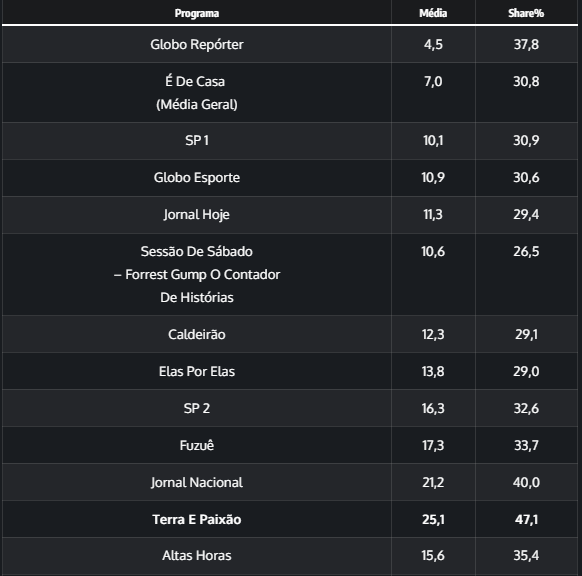 Programa Média Share%
Globo Repórter 4,5 37,8
É De Casa 7,0 30,8
(Média Geral)
SP 1 10,1 30,9
Globo Esporte 10,9 30,6
Jornal Hoje 11,3 29,4
Sessão De Sábado 10,6 26,5
– Forrest Gump O Contador
De Histórias
Caldeirão 12,3 29,1
Elas Por Elas 13,8 29,0
SP 2 16,3 32,6
Fuzuê 17,3 33,7
Jornal Nacional 21,2 40,0
Terra E Paixão 25,1 47,1
Altas Horas 15,6 35,4